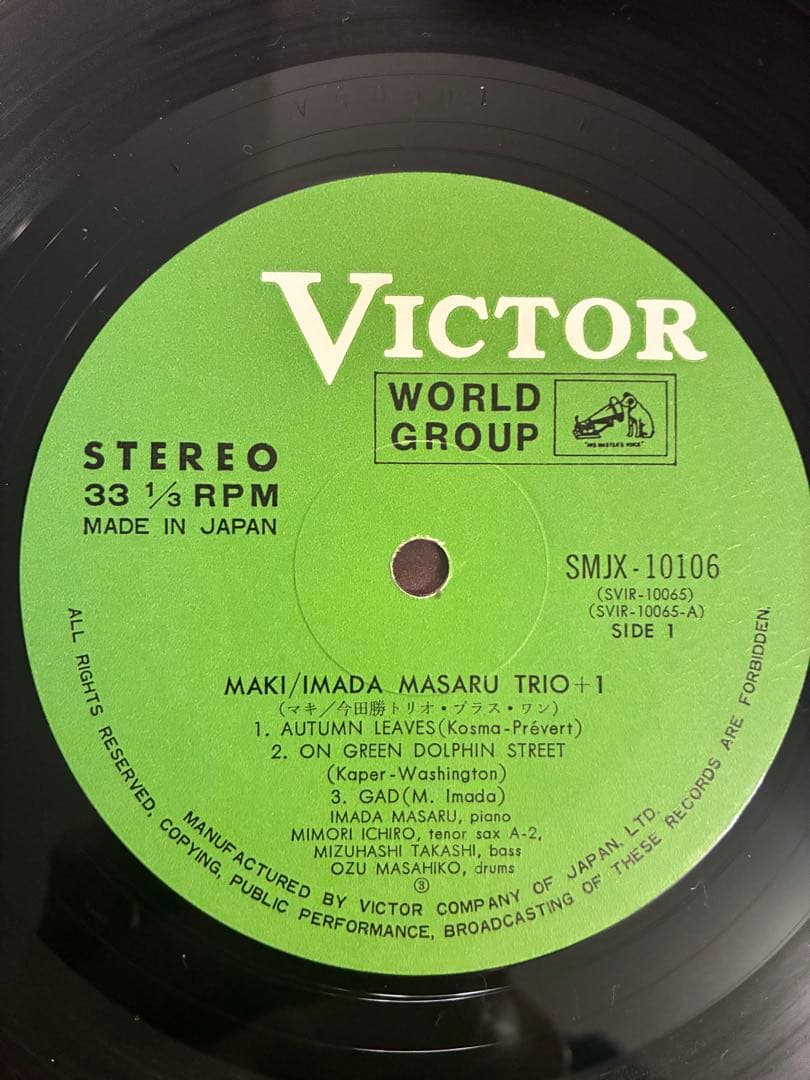 VICTOR
WORLD
GROUP
"HIS MASTER'S VOICE"
STEREO
33 1/3 RPM
MADE IN JAPAN
SMJX-10106
(SVIR-10065)
(SVIR-10065-A)
SIDE 1
MAKI/IMADA MASARU TRIO+1
(マキ/今田勝トリオ・プラス・ワン)
1. AUTUMN LEAVES(Kosma-Prévert)
2. ON GREEN DOLPHIN STREET
(Kaper-Washington)
3. GAD(M. Imada)
IMADA MASARU, piano
MIMORI ICHIRO, tenor sax A-2,
MIZUHASHI TAKASHI, bass
OZU MASAHIKO, drums
③
MANUFACTURED BY VICTOR COMPANY OF JAPAN, LTD.
ALL RIGHTS RESERVED, COPYING, PUBLIC PERFORMANCE, BROADCASTING OF THESE RECORDS ARE FORBIDDEN.